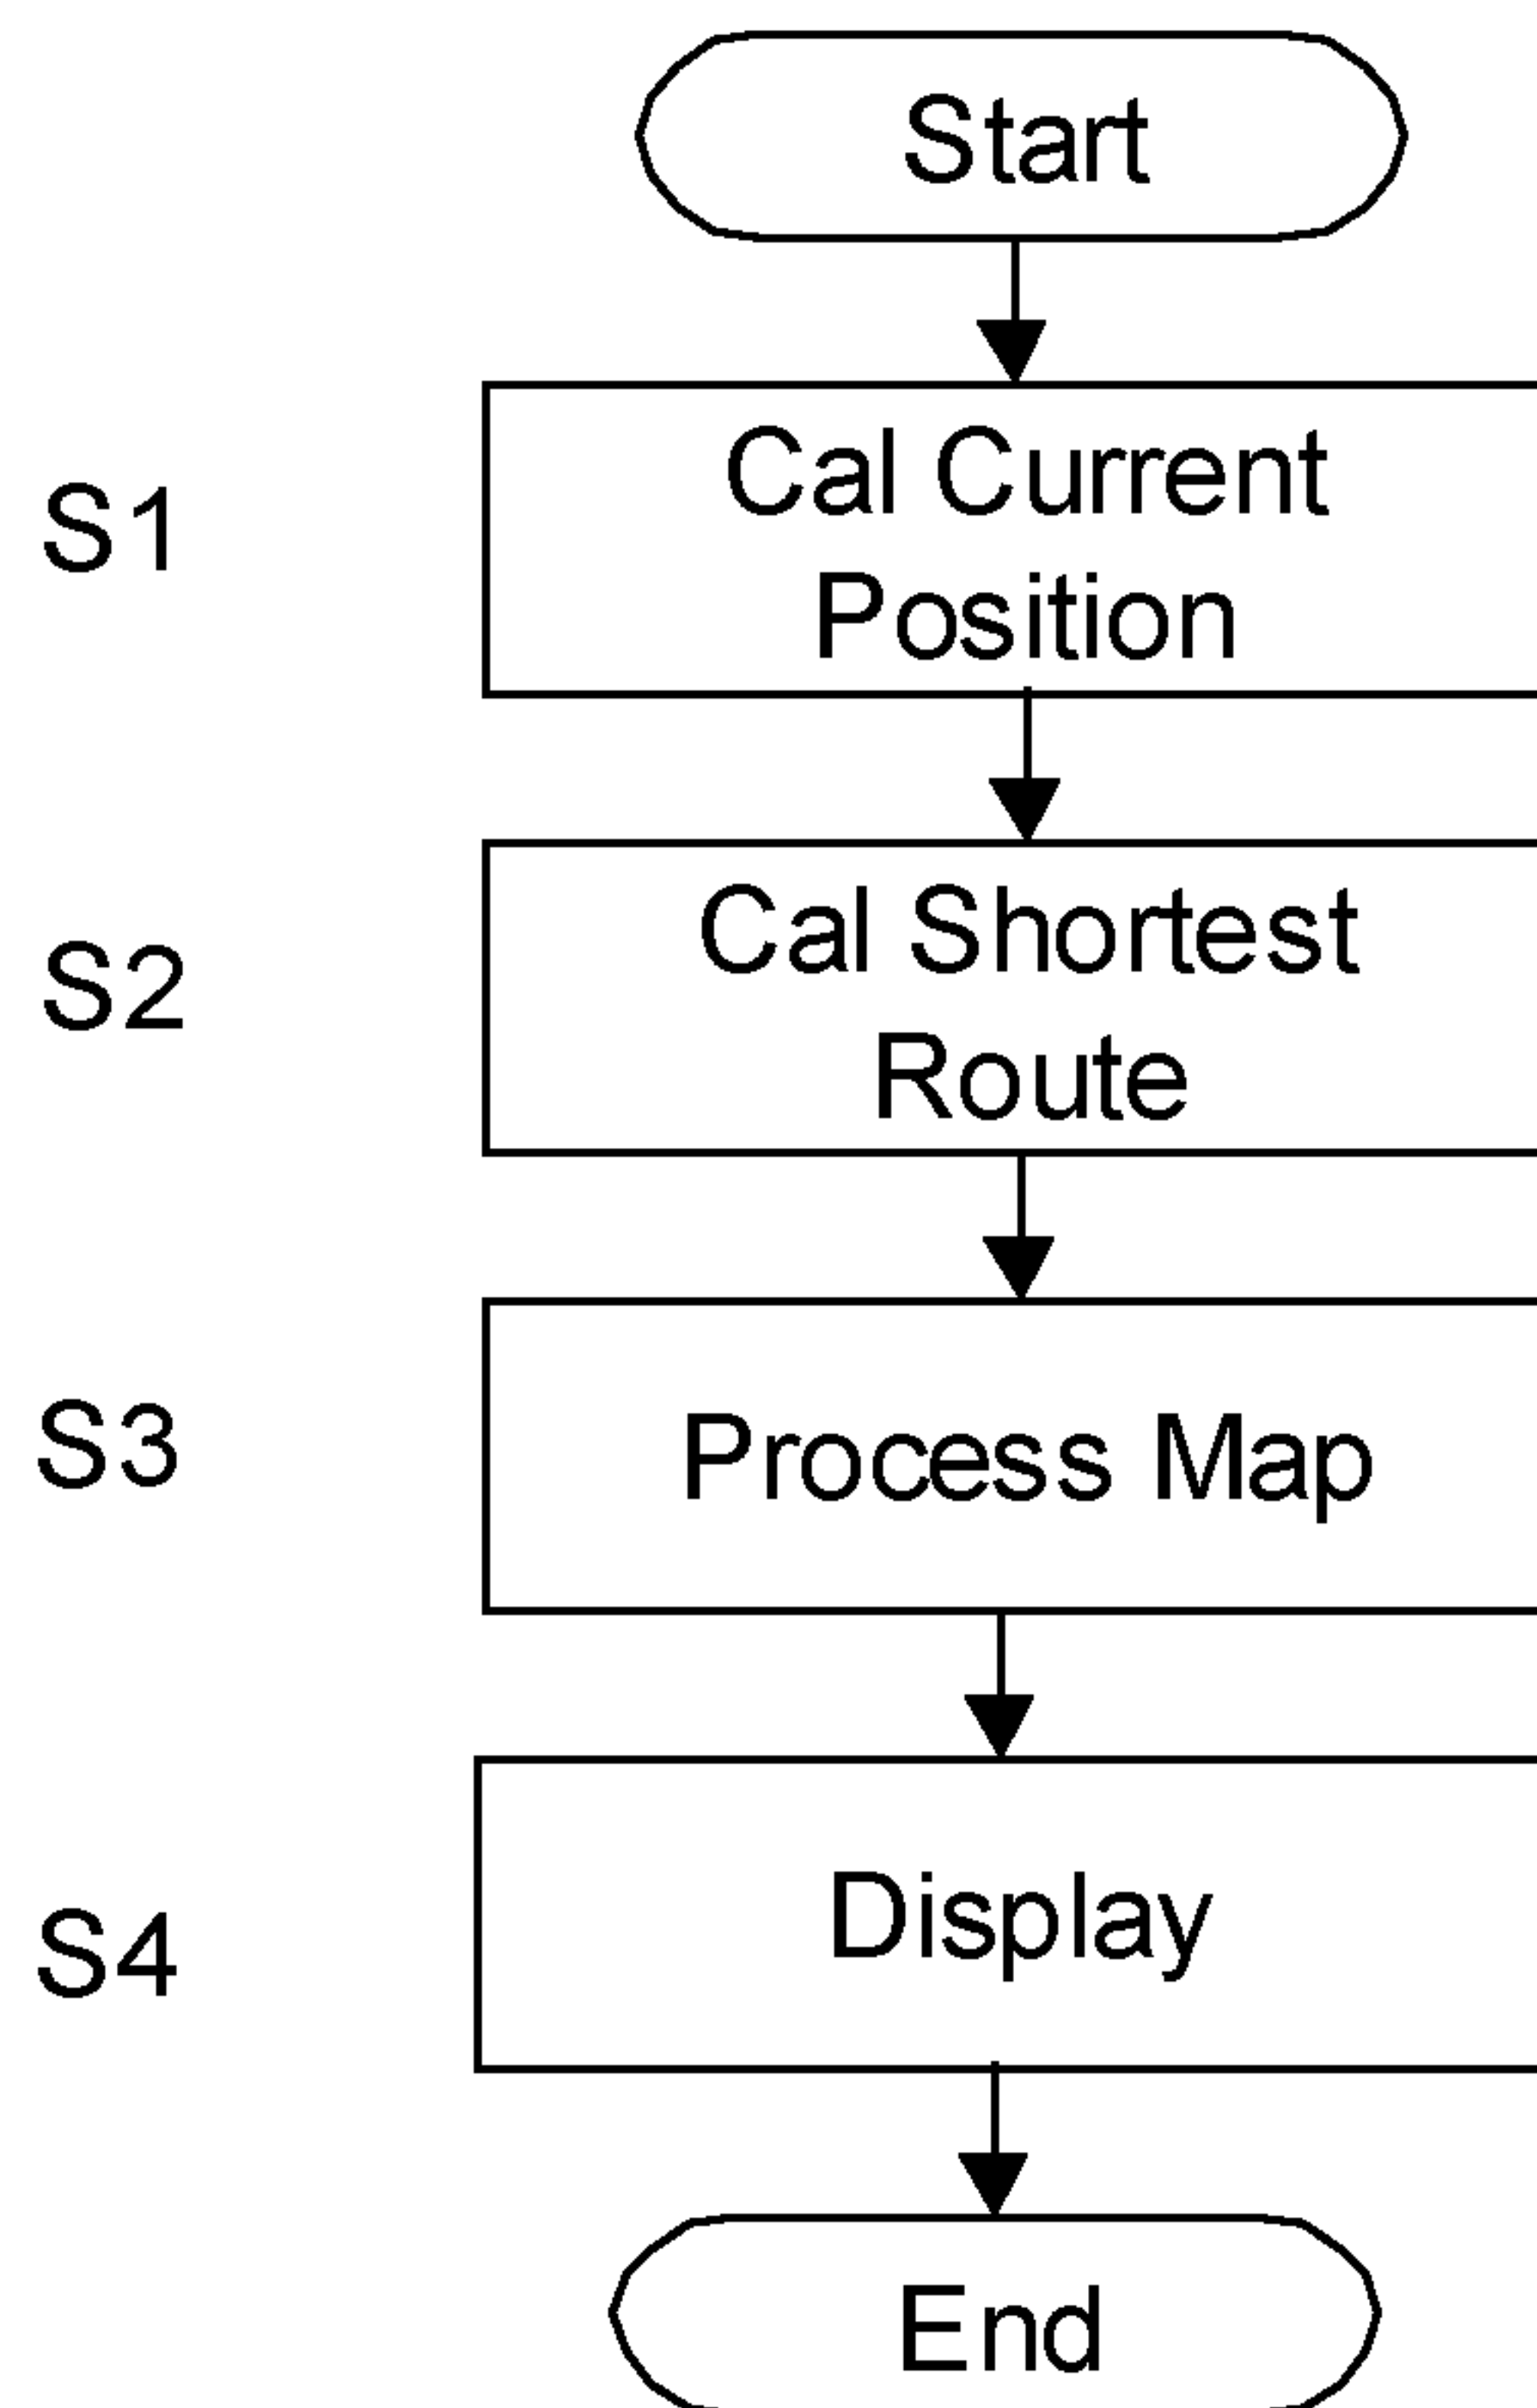 Start
S1
Cal Current
Position
S2
Cal Shortest
Route
S3
Process Map
S4
Display
End